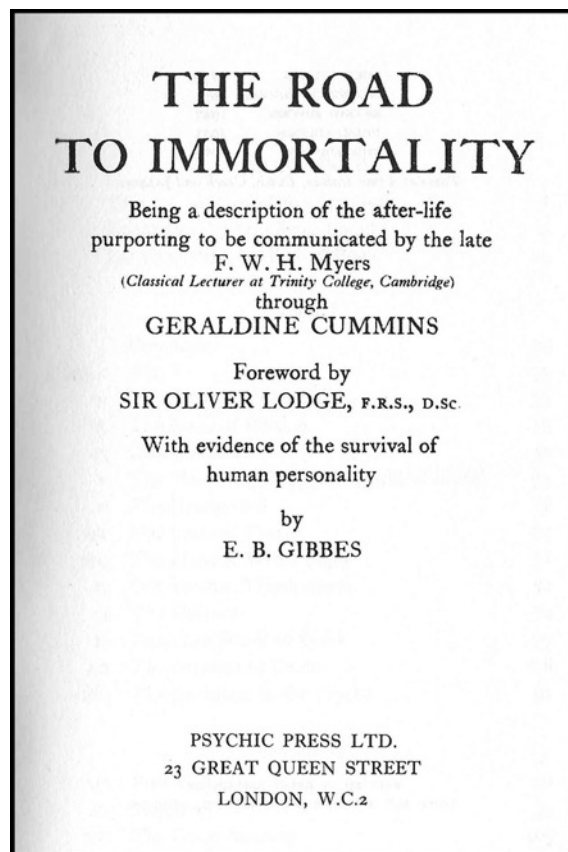 THE ROAD
TO IMMORTALITY
Being a description of the after-life
purporting to be communicated by the late
F. W. H. Myers
(Classical Lecturer at Trinity College, Cambridge)
through
GERALDINE CUMMINS
Foreword by
SIR OLIVER LODGE, F.R.S., D.SC.
With evidence of the survival of
human personality
by
E. B. GIBBES
PSYCHIC PRESS LTD.
23 GREAT QUEEN STREET
LONDON, W.C.2